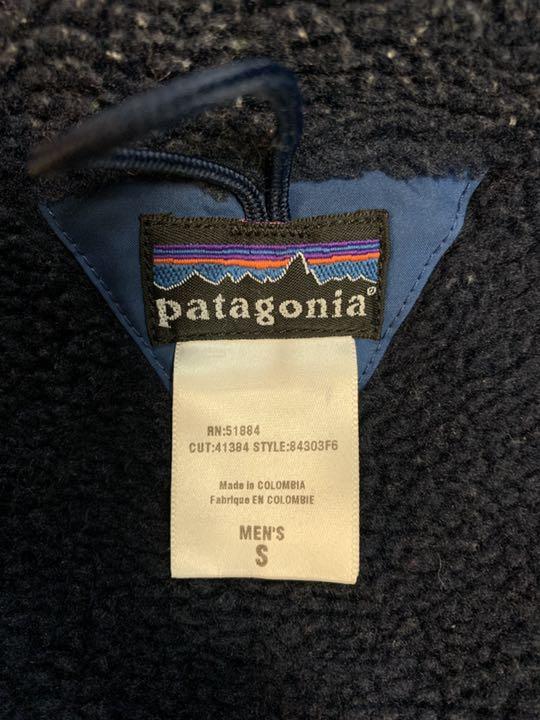 patagonia®
RN:51884
CUT:41384 STYLE:84303F6
Made in COLOMBIA
Fabriqué EN COLOMBIE
MEN'S
S